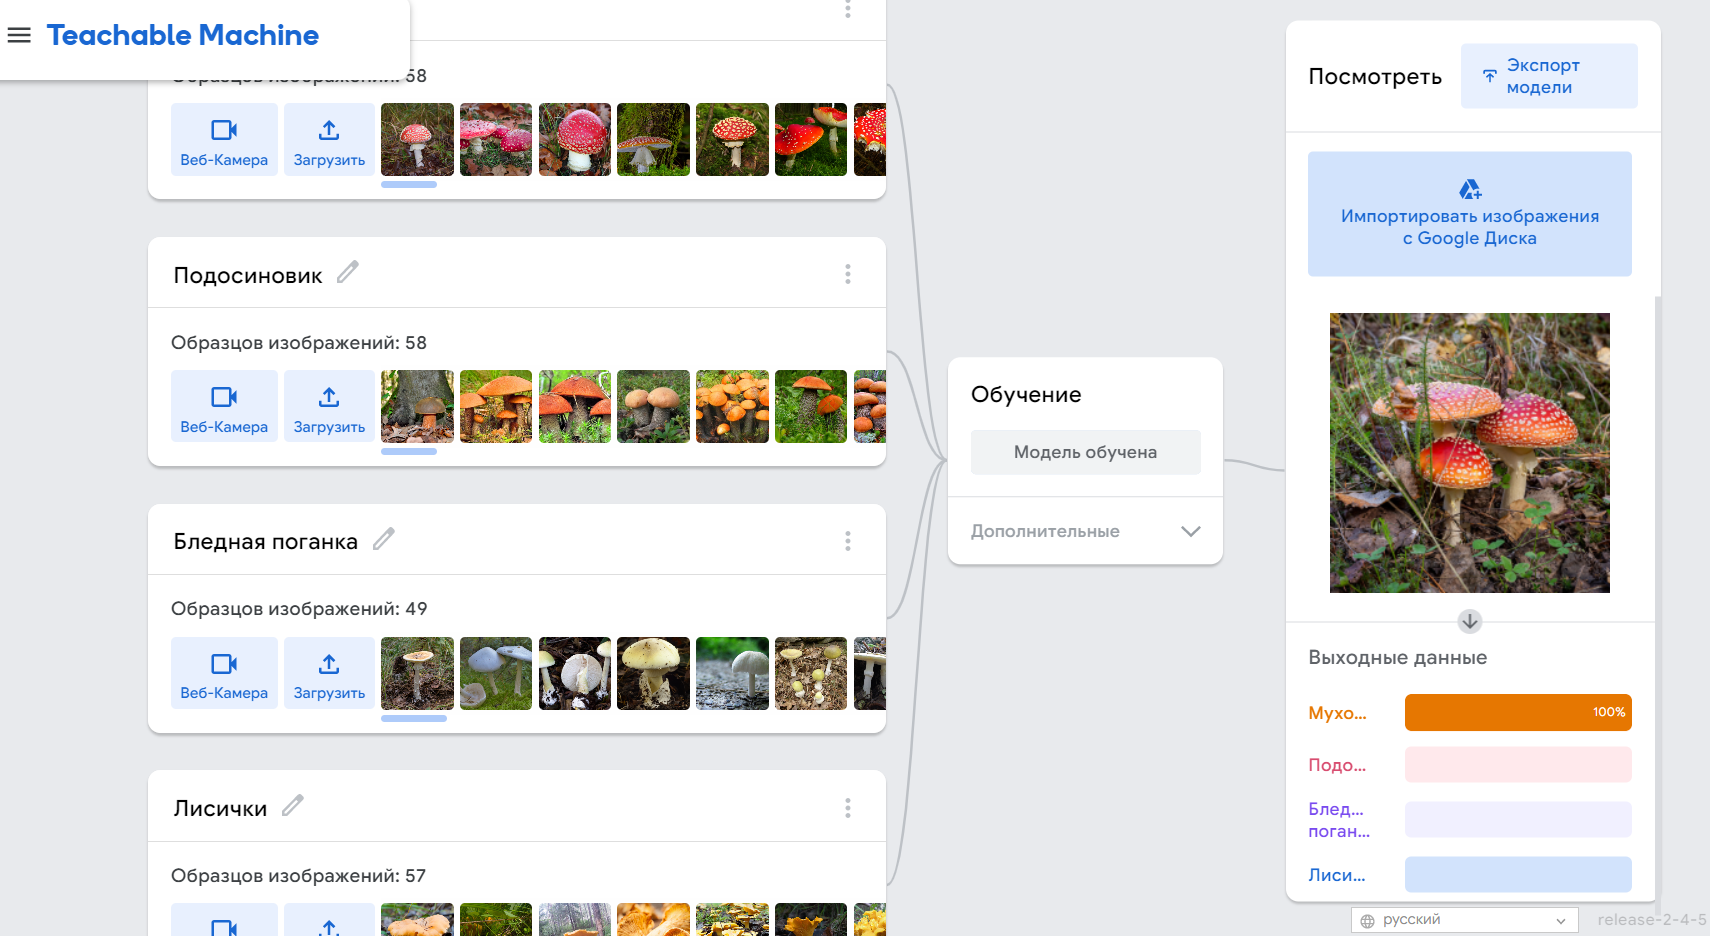 Teachable Machine
Образцов изображений: 58
Веб-Камера
Загрузить
Подосиновик
Образцов изображений: 58
Веб-Камера
Загрузить
Бледная поганка
Образцов изображений: 49
Веб-Камера
Загрузить
Лисички
Образцов изображений: 57
Обучение
Модель обучена
Дополнительные
Посмотреть
Экспорт
модели
Импортировать изображения
с Google Диска
Выходные данные
Мухо...
100%
Подо...
Блед...
поган...
Лиси...
русский
release-2-4-5